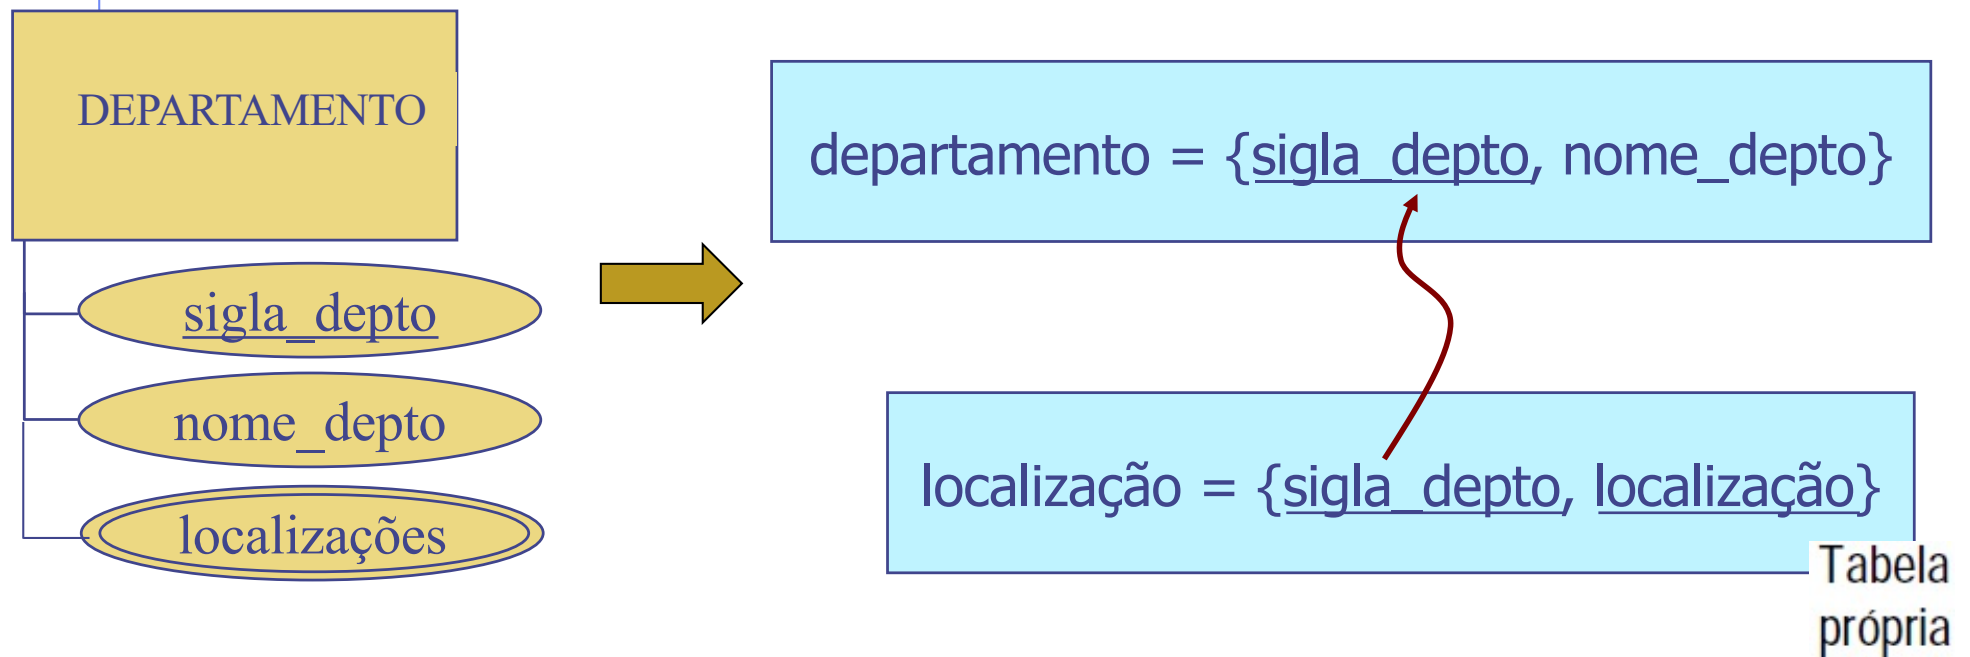 DEPARTAMENTO
sigla_depto
nome_depto
localizações
departamento = {sigla_depto, nome_depto}
localização = {sigla_depto, localização}
Tabela
própria